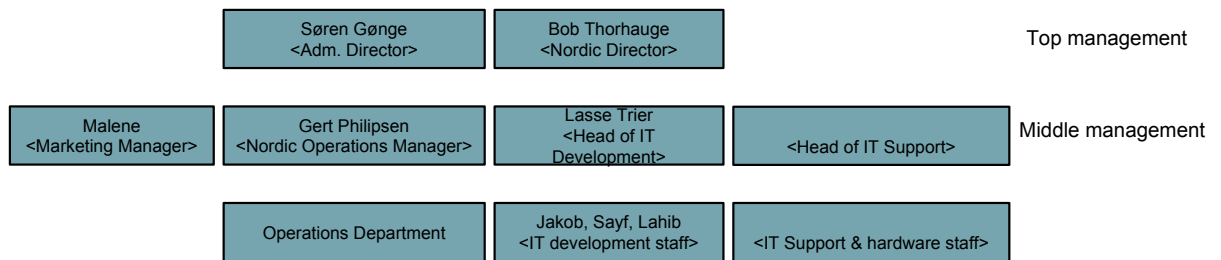 Søren Gønge
<Adm. Director>
Bob Thorhauge
<Nordic Director>
Top management
Malene
<Marketing Manager>
Gert Philipsen
<Nordic Operations Manager>
Lasse Trier
<Head of IT
Development>
<Head of IT Support>
Middle management
Operations Department
Jakob, Sayf, Lahib
<IT development staff>
<IT Support & hardware staff>